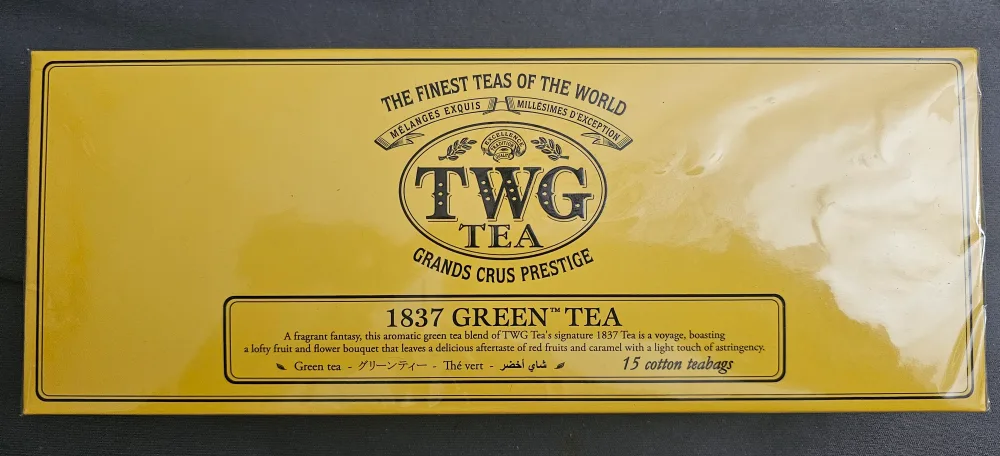 THE FINEST TEAS OF THE WORLD
MÉLANGES EXQUIS MILLÉSIMES D'EXCEPTION
EXCELLENCE
TRADITION
TWG
TEA
GRANDS CRUS PRESTIGE
1837 GREEN™ TEA
A fragrant fantasy, this aromatic green tea blend of TWG Tea's signature 1837 Tea is a voyage, boasting
a lofty fruit and flower bouquet that leaves a delicious aftertaste of red fruits and caramel with a light touch of astringency.
Green tea - グリーンティー - Thé vert - شاي أخضر
15 cotton teabags